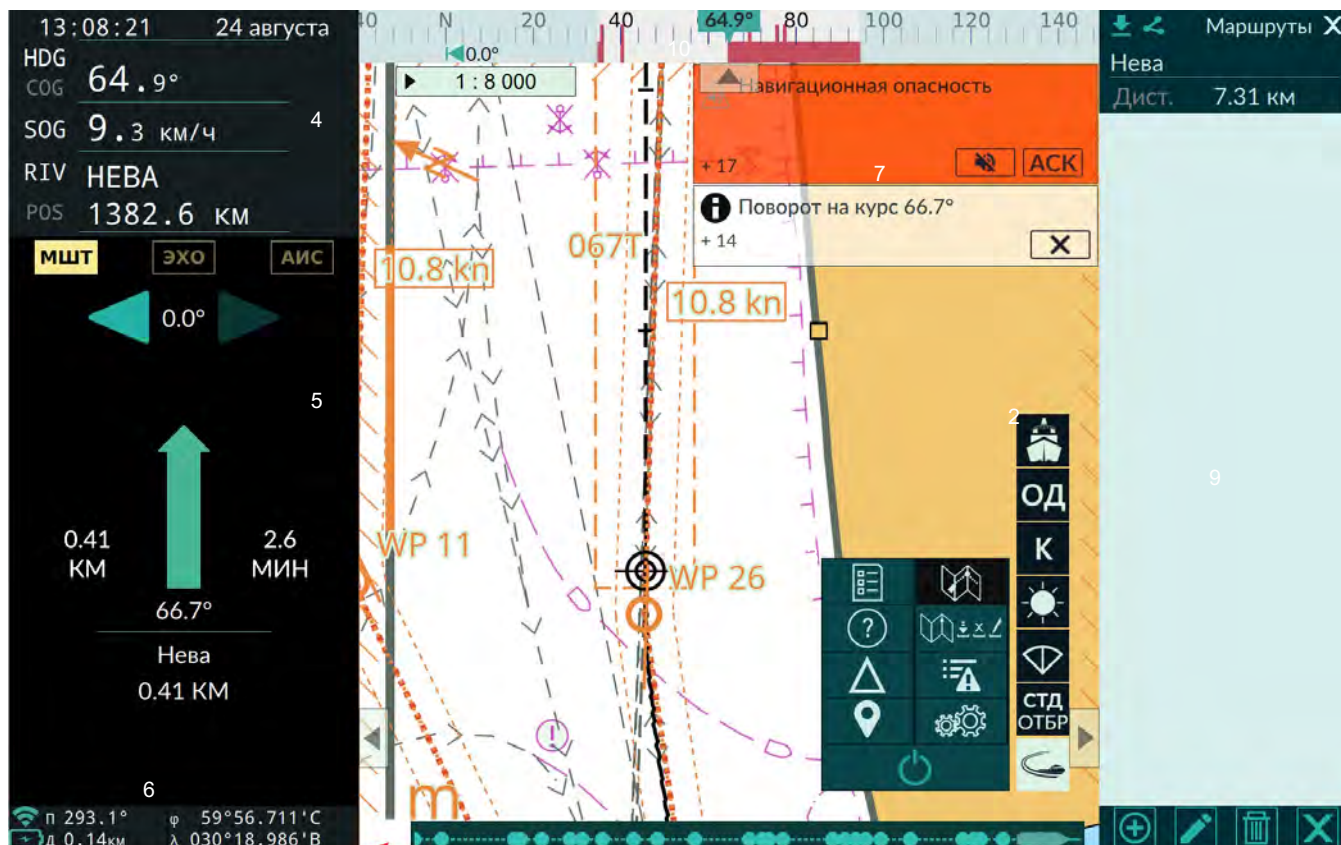 13:08:21 24 августа
HDG
COG 64.9°
SOG 9.3 км/ч
4
RIV НЕВА
POS 1382.6 км
МШТ ЭХО АИС
0.0°
5
0.41 КМ
2.6 МИН
66.7°
Нева
0.41 КМ
6
п 293.1° φ 59°56.711'С
д 0.14км λ 030°18.986'В
40 N 20 40 64.9° 80 100 120 140
0.0°
10
1 : 8 000
Навигационная опасность
+ 17 ACK
7
Поворот на курс 66.7°
+ 14 X
067T
10.8 kn
10.8 kn
WP 11
WP 26
m
2
ОД
К
СТД
ОТБР
?
!
Маршруты X
Нева
Дист. 7.31 км
9